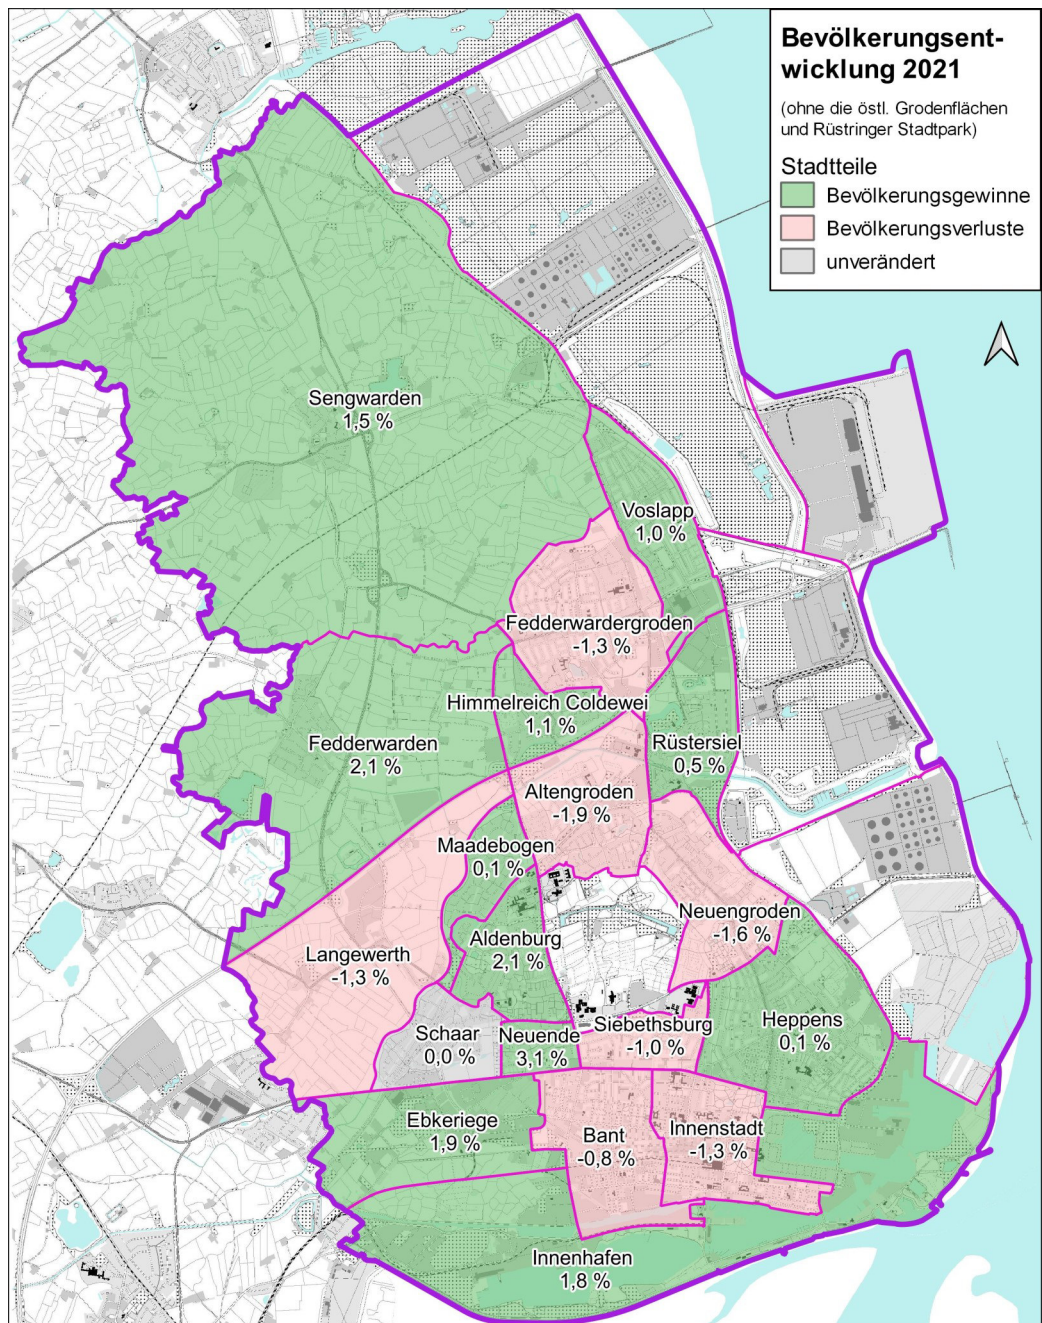 Bevölkerungsent-
wicklung 2021
(ohne die östl. Grodenflächen
und Rüstringer Stadtpark)
Stadtteile
Bevölkerungsgewinne
Bevölkerungsverluste
unverändert
Sengwarden
1,5 %
Voslapp
1,0 %
Fedderwardergroden
-1,3 %
Himmelreich Coldewei
1,1 %
Fedderwarden
2,1 %
Rüstersiel
0,5 %
Altengroden
-1,9 %
Maadebogen
0,1 %
Neuengroden
-1,6 %
Aldenburg
2,1 %
Langewerth
-1,3 %
Schaar
0,0 %
Neuende
3,1 %
Siebethsburg
-1,0 %
Heppens
0,1 %
Ebkeriege
1,9 %
Bant
-0,8 %
Innenstadt
-1,3 %
Innenhafen
1,8 %